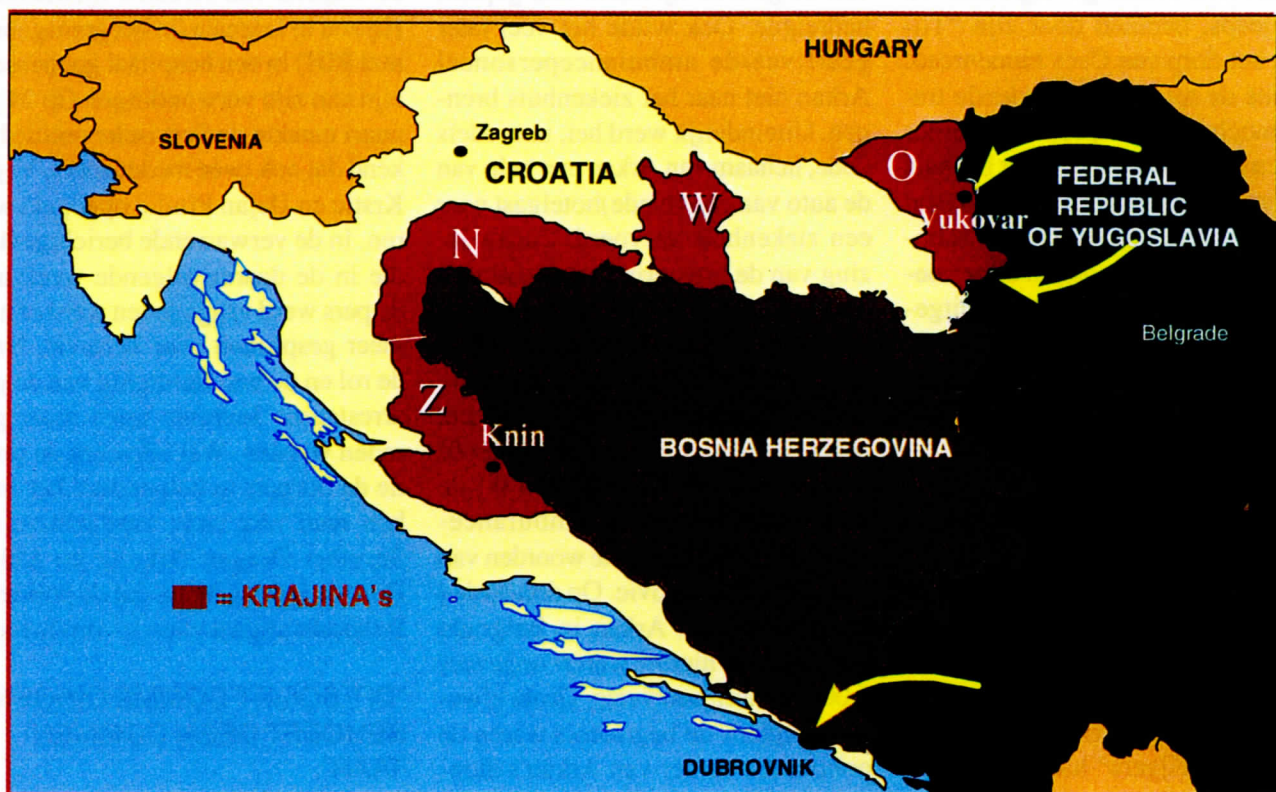 HUNGARY
SLOVENIA
Zagreb
CROATIA
O
Vukovar
FEDERAL
REPUBLIC
OF YUGOSLAVIA
W
N
Belgrade
Z
Knin
BOSNIA HERZEGOVINA
= KRAJINA's
DUBROVNIK